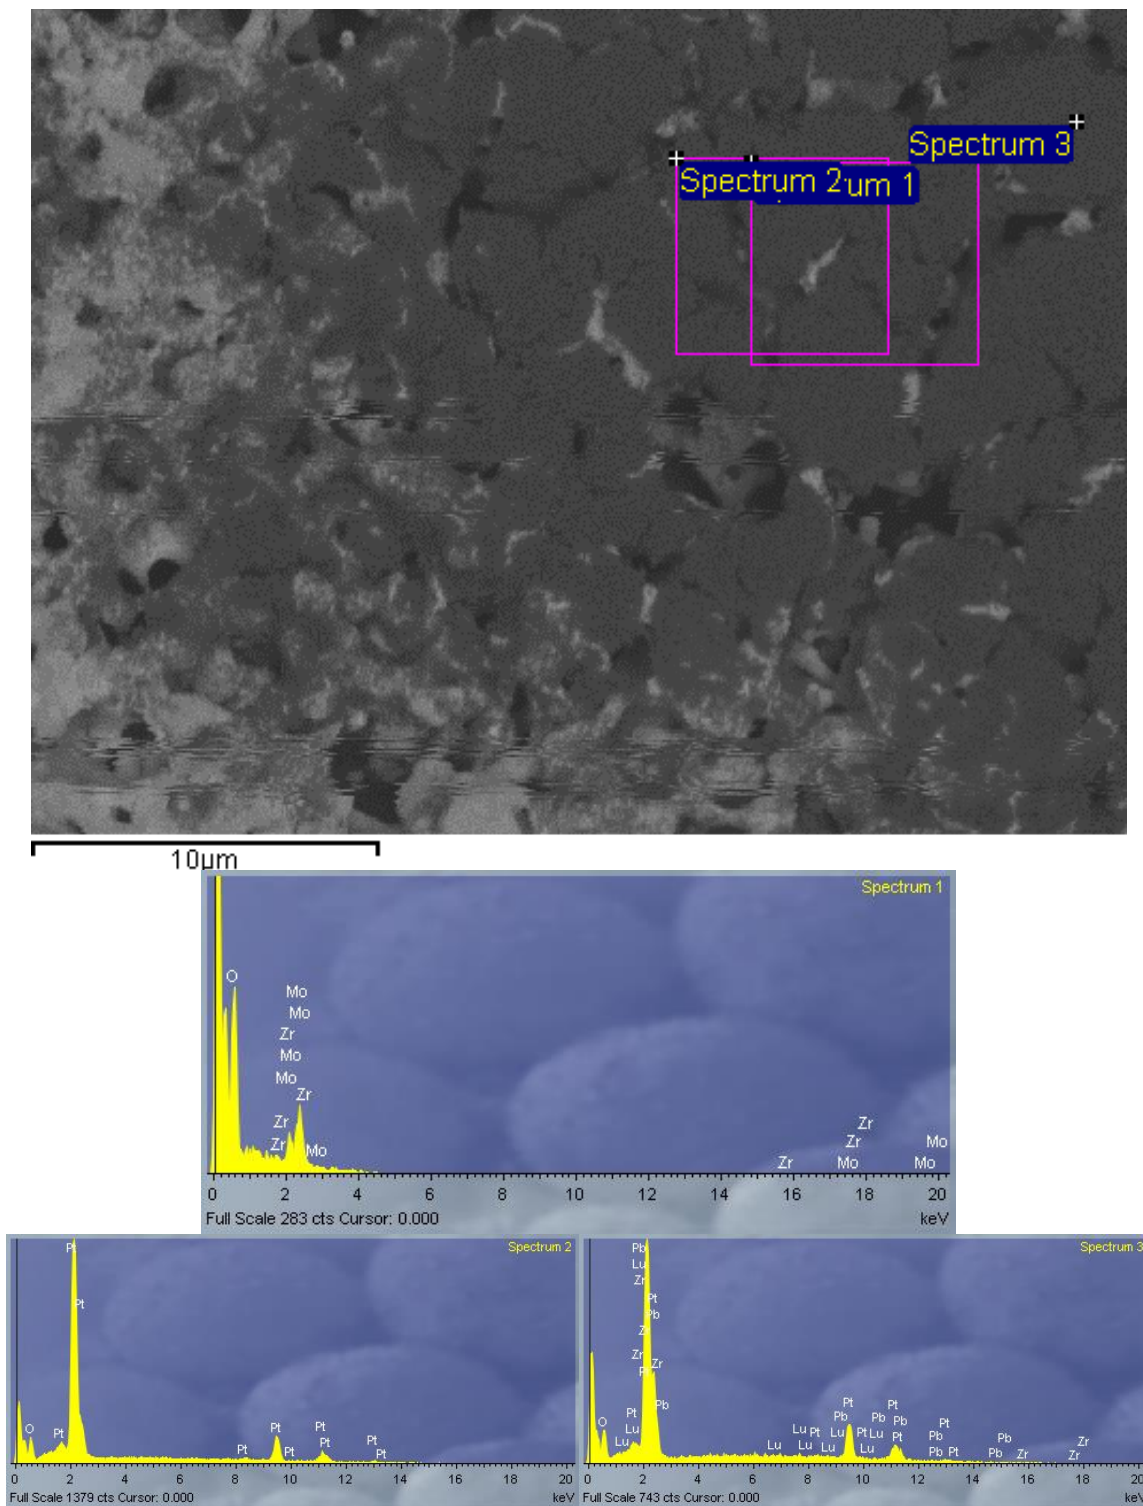 Spectrum 3
Spectrum 2
um 1
10µm
Spectrum 1
O
Mo
Mo
Zr
Mo
Mo
Zr
Zr
Zr
Mo
Zr
Zr
Mo
Zr
Mo
Mo
0 2 4 6 8 10 12 14 16 18 20
Full Scale 283 cts Cursor: 0.000 keV
Spectrum 2
Pt
Pt
O
Pt
Pt
Pt
Pt
Pt
Pt
Pt
Pt
0 2 4 6 8 10 12 14 16 18 20
Full Scale 1379 cts Cursor: 0.000 keV
Spectrum 3
Pb
Lu
Zr
Pt
Pb
Zr
Zr
Zr
Pb
Pt
Lu
O
Lu
Lu
Pt
Lu
Lu
Lu
Pb
Lu
Pt
Pt
Pb
Lu
Lu
Pt
Pb
Pt
Pt
Pb
Pb
Pt
Pb
Pb
Zr
Zr
Zr
0 2 4 6 8 10 12 14 16 18 20
Full Scale 743 cts Cursor: 0.000 keV